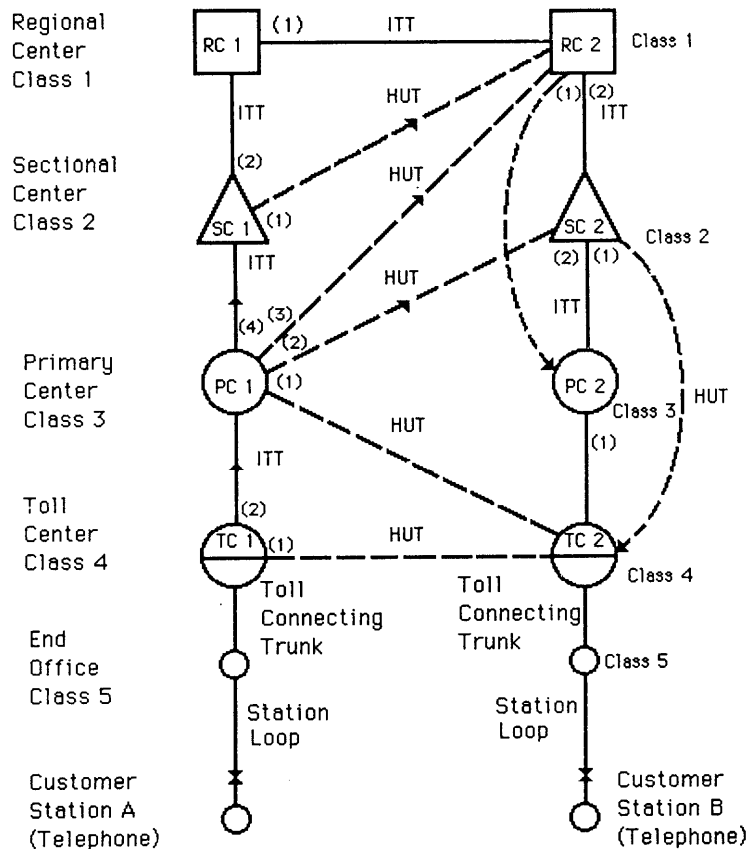 Regional
Center
Class 1
RC 1
(1)
ITT
RC 2
Class 1
ITT
HUT
(1)
(2)
ITT
Sectional
Center
Class 2
(2)
SC 1
(1)
HUT
SC 2
Class 2
ITT
HUT
(2)
(1)
(4)
(3)
(2)
ITT
Primary
Center
Class 3
PC 1
(1)
PC 2
Class 3
HUT
HUT
(1)
ITT
Toll
Center
Class 4
(2)
TC 1
(1)
HUT
TC 2
Class 4
Toll
Connecting
Trunk
Toll
Connecting
Trunk
End
Office
Class 5
Class 5
Station
Loop
Station
Loop
Customer
Station A
(Telephone)
Customer
Station B
(Telephone)